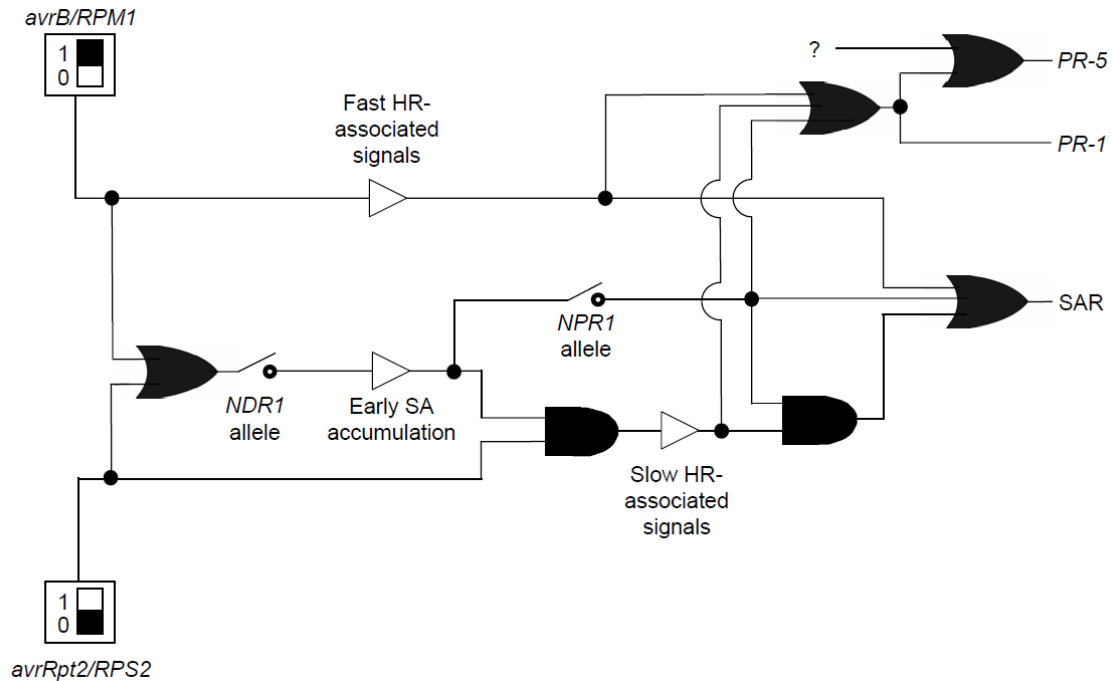 avrB/RPM1
1
0
Fast HR-
associated
signals
?
PR-5
PR-1
NPR1
allele
SAR
NDR1
allele
Early SA
accumulation
Slow HR-
associated
signals
1
0
avrRpt2/RPS2